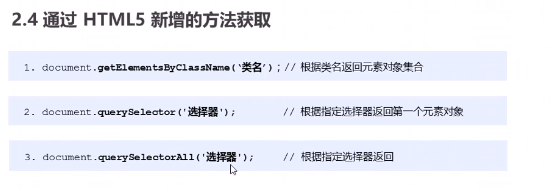 2.4 通过 HTML5 新增的方法获取
1. document.getElementsByClassName('类名'); // 根据类名返回元素对象集合
2. document.querySelector('选择器'); // 根据指定选择器返回第一个元素对象
3. document.querySelectorAll('选择器'); // 根据指定选择器返回